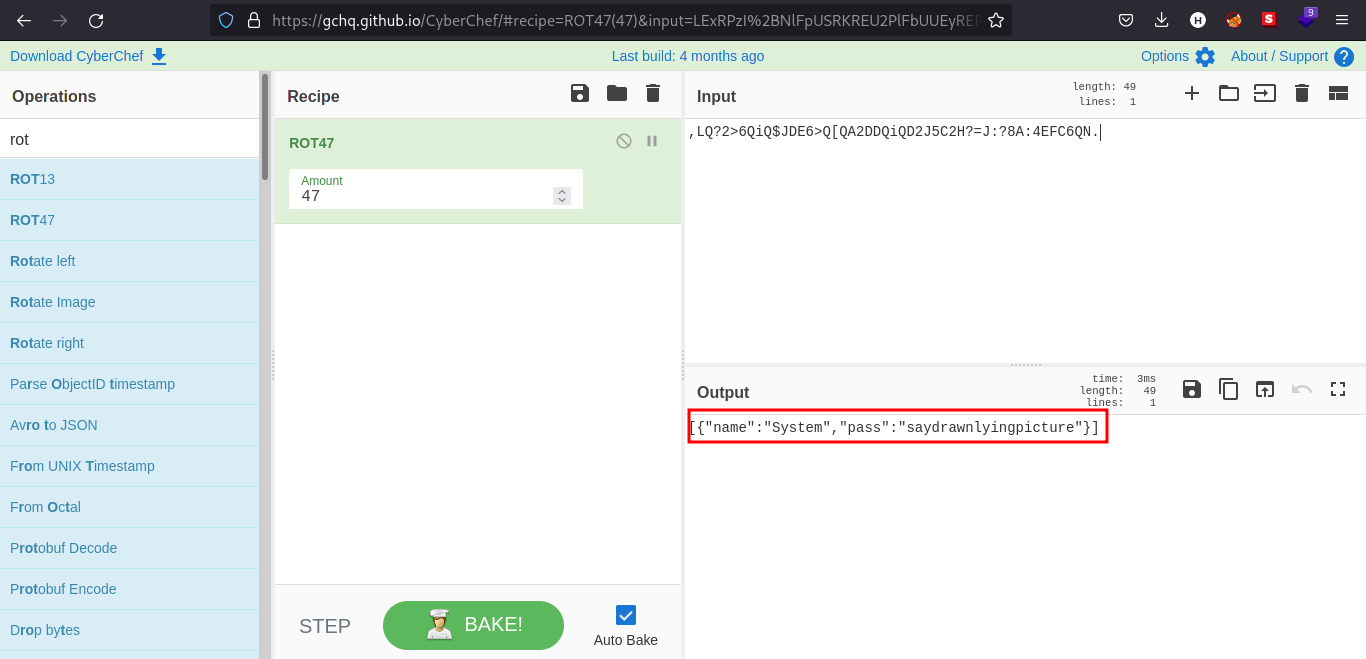 https://gchq.github.io/CyberChef/#recipe=ROT47(47)&input=LExRPzI%2BNlFpUSRKREU2PlFbUUEyRER
9
Download CyberChef
Last build: 4 months ago
Options
About / Support
Operations
Recipe
Input
length: 49
lines: 1
rot
ROT47
Amount
47
,LQ?2>6QiQ$JDE6>Q[QA2DDQiQD2J5C2H?=J:?8A:4EFC6QN.
ROT13
ROT47
Rotate left
Rotate Image
Rotate right
Parse ObjectID timestamp
Avro to JSON
From UNIX Timestamp
From Octal
Protobuf Decode
Protobuf Encode
Drop bytes
Output
time: 3ms
length: 49
lines: 1
[{"name":"System","pass":"saydrawnlyingpicture"}]
STEP
BAKE!
Auto Bake